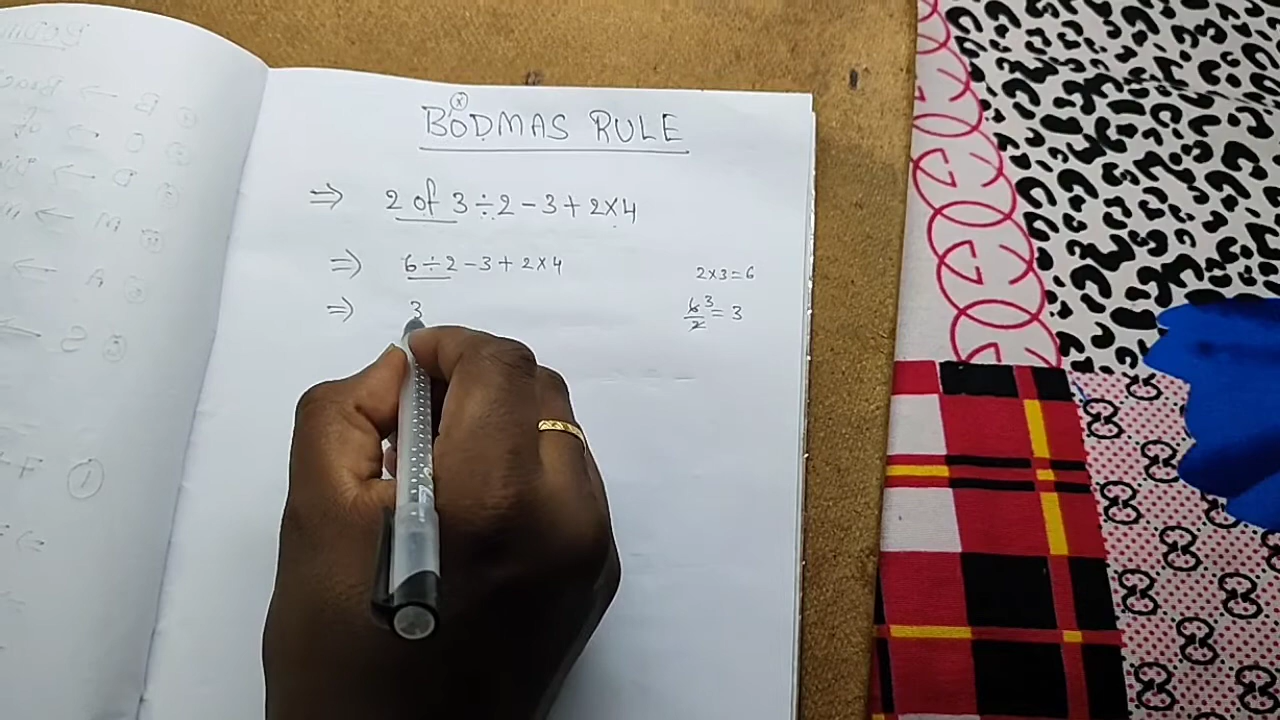 BODMAS RULE
(x)
⇒ 2 of 3 ÷ 2 - 3 + 2 × 4
⇒ 6 ÷ 2 - 3 + 2 × 4
2 × 3 = 6
⇒ 3
6/2 3 = 3